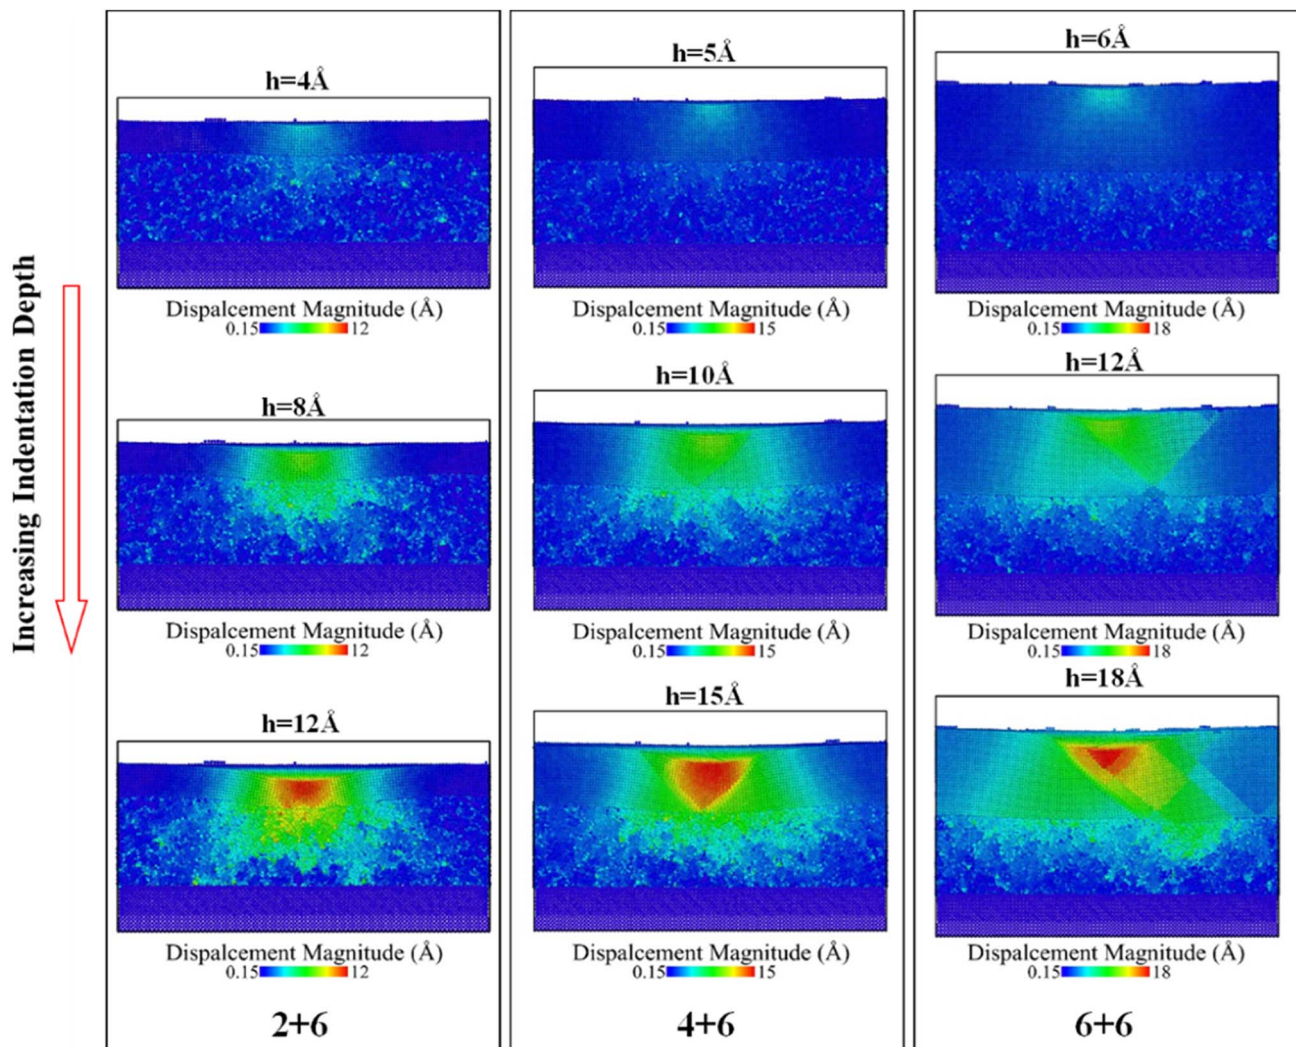 Increasing Indentation Depth
h=4Å
Dispalcement Magnitude (Å)
0.15 12
h=8Å
Dispalcement Magnitude (Å)
0.15 12
h=12Å
Dispalcement Magnitude (Å)
0.15 12
2+6
h=5Å
Dispalcement Magnitude (Å)
0.15 15
h=10Å
Dispalcement Magnitude (Å)
0.15 15
h=15Å
Dispalcement Magnitude (Å)
0.15 15
4+6
h=6Å
Dispalcement Magnitude (Å)
0.15 18
h=12Å
Dispalcement Magnitude (Å)
0.15 18
h=18Å
Dispalcement Magnitude (Å)
0.15 18
6+6